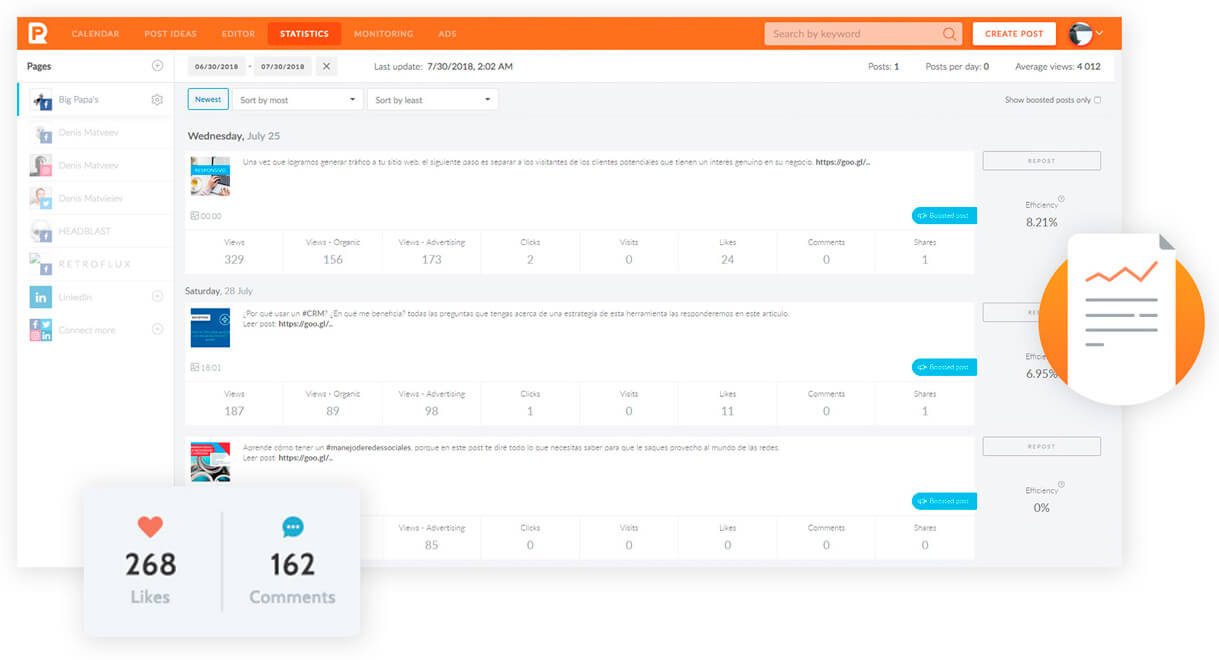 CALENDAR POST IDEAS EDITOR STATISTICS MONITORING ADS Search by keyword CREATE POST
Pages
06/30/2018 - 07/30/2018 X Last update: 7/30/2018, 2:02 AM Posts: 1 Posts per day: 0 Average views: 4 012
Big Papa's
Denis Matveev
Denis Matveev
Denis Matvieiev
HEADBLAST
RETROFLUX
LinkedIn
Connect more
Newest Sort by most Sort by least Show boosted posts only
Wednesday, July 25
RESPONSIVO
Una vez que logramos generar tráfico a tu sitio web, el siguiente paso es separar a los visitantes de los clientes potenciales que tienen un interés genuino en su negocio. https://goo.gl/..
REPOST
00:00 Boosted post
Efficiency
8.21%
Views Views - Organic Views - Advertising Clicks Visits Likes Comments Shares
329 156 173 2 0 24 0 1
Saturday, 28 July
¿Por qué usar un #CRM? ¿En qué me beneficia? todas las preguntas que tengas acerca de una estrategia de esta herramienta las responderemos en este artículo.
Leer post: https://goo.gl/..
18:01 Boosted post
6.95%
Views Views - Organic Views - Advertising Clicks Visits Likes Comments Shares
187 89 98 1 0 11 0 1
Aprende cómo tener un #manejoderedessociales, porque en este post te diré todo lo que necesitas saber para que le saques provecho al mundo de las redes.
Leer post: https://goo.gl/..
REPOST
Boosted post
Efficiency
0%
Views - Advertising Clicks Visits Likes Comments Shares
85 0 0 0 0 0
268 162
Likes Comments